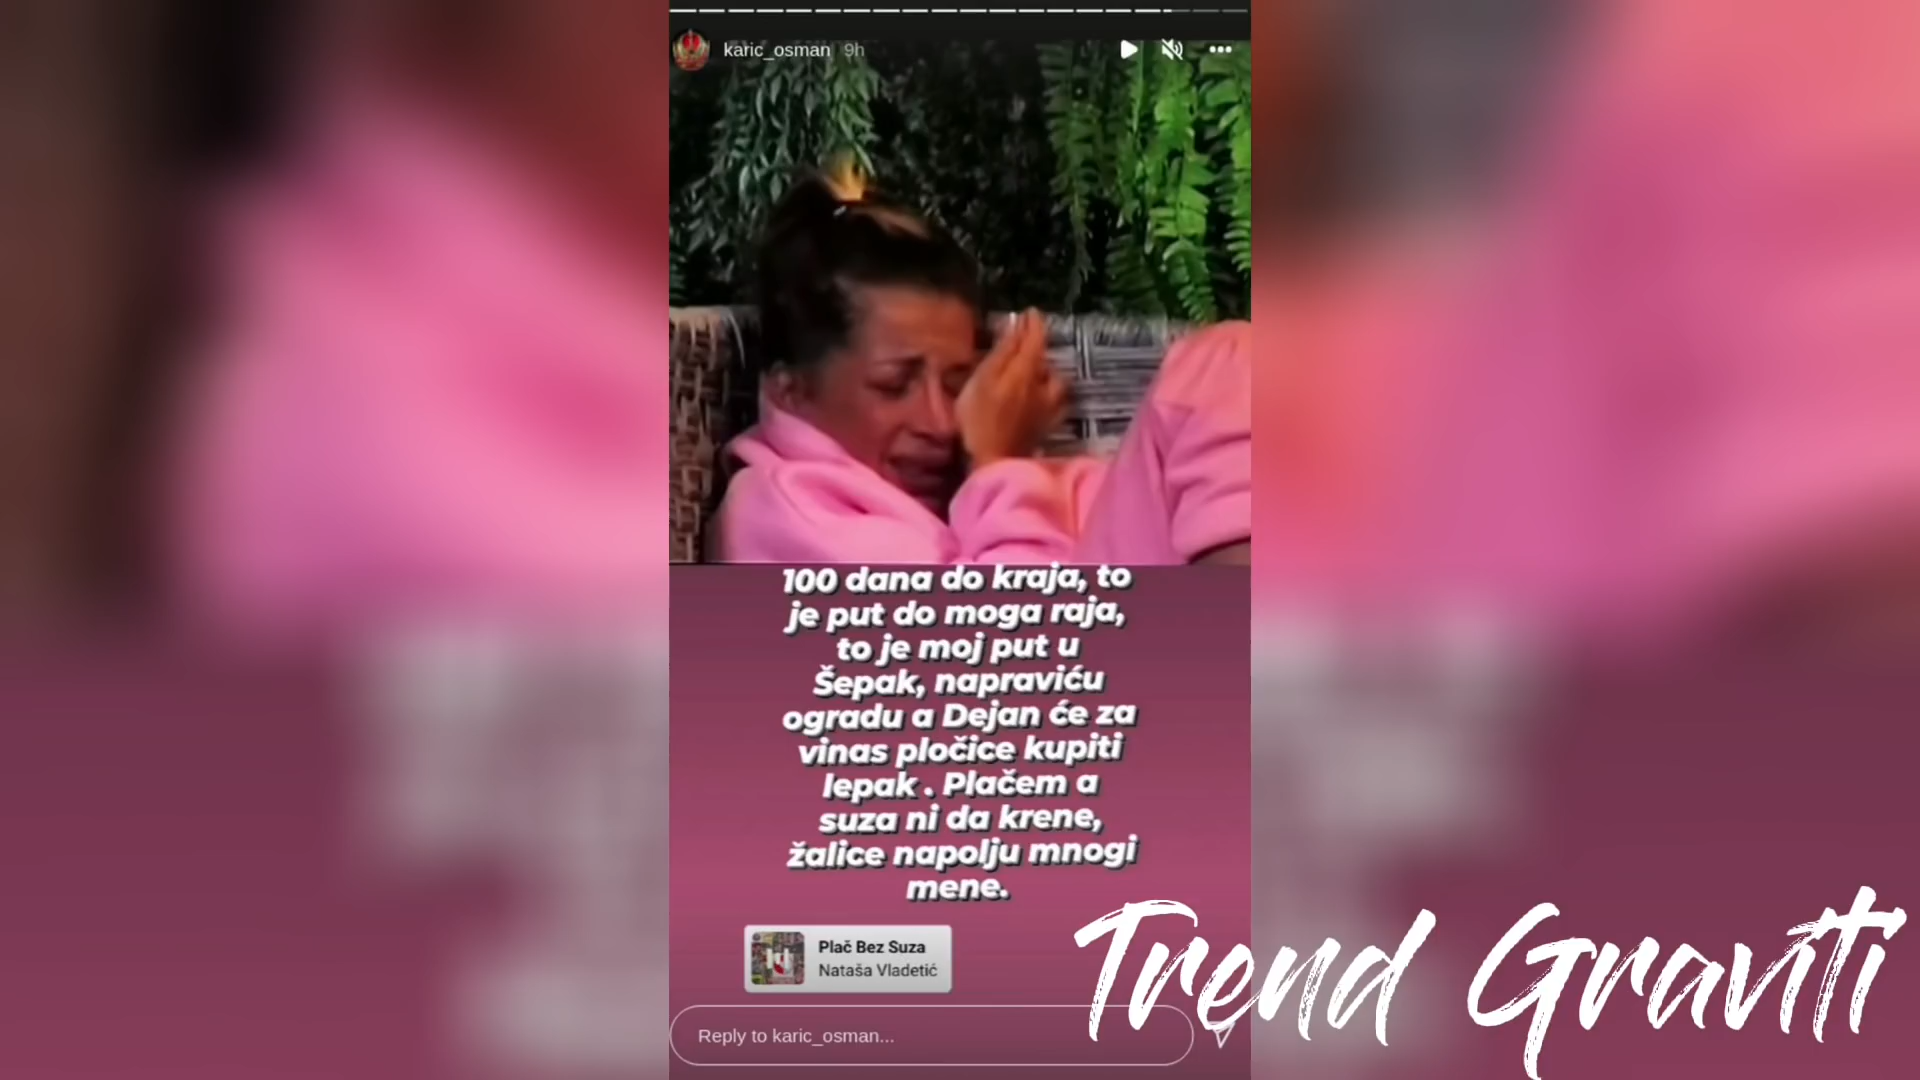 karic_osman 9h
100 dana do kraja, to
je put do moga raja,
to je moj put u
Šepak, napraviću
ogradu a Dejan će za
vinas pločice kupiti
lepak . Plačem a
suza ni da krene,
žalice napolju mnogi
mene.
Plač Bez Suza
Nataša Vladetić
Reply to karic_osman...
Trend Graviti